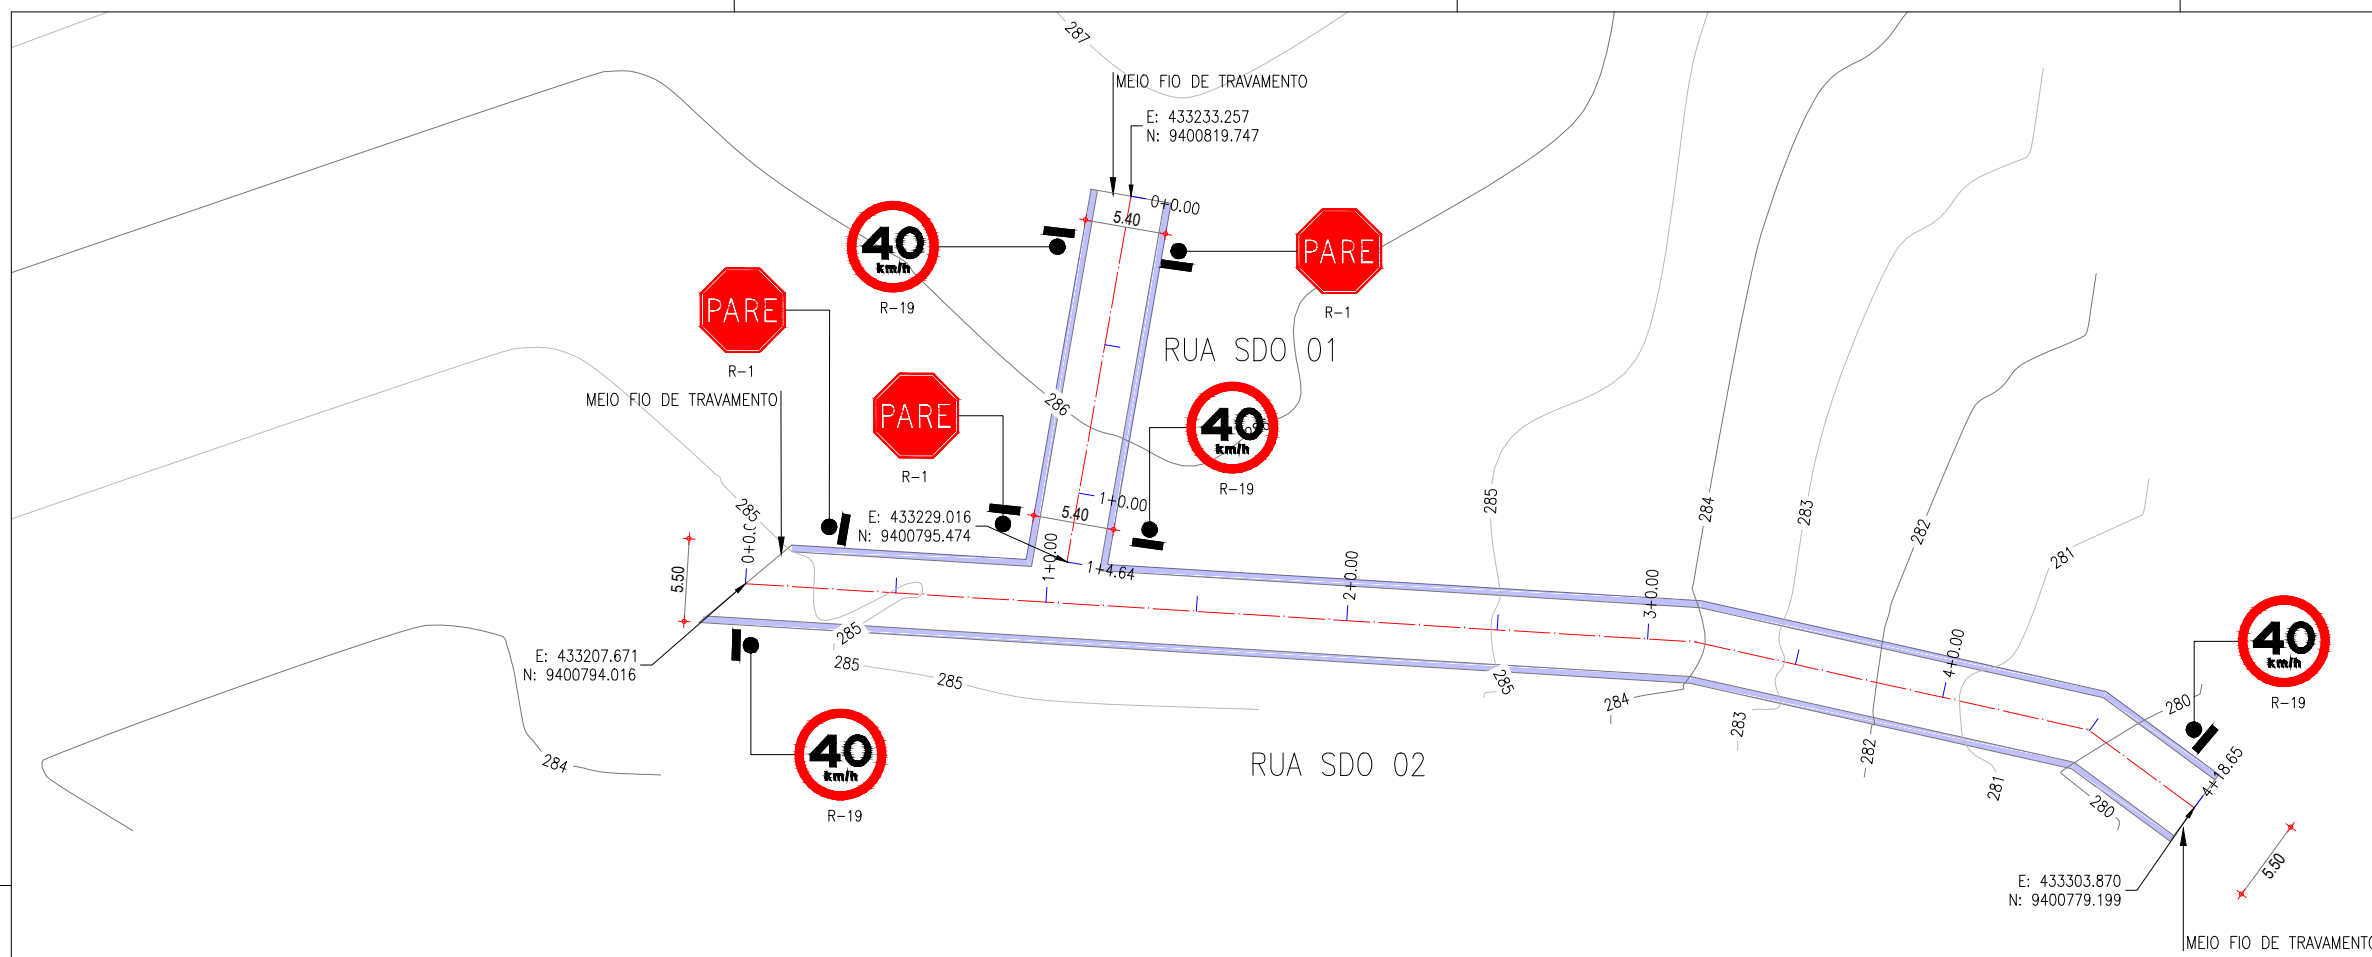 287
MEIO FIO DE TRAVAMENTO
E: 433233.257
N: 9400819.747
0+0.00
5.40
40
km/h
R-19
PARE
R-1
PARE
R-1
RUA SDO 01
MEIO FIO DE TRAVAMENTO
286
PARE
R-1
40
km/h
R-19
285
0+0.0
E: 433229.016
N: 9400795.474
1+0.00
5.40
1+0.00
1+4.64
2+0.00
3+0.00
4+0.00
285
284
283
282
281
5.50
E: 433207.671
N: 9400794.016
285
285
285
285
284
283
282
281
280
280
40
km/h
R-19
284
40
km/h
R-19
RUA SDO 02
4+18.65
5.50
E: 433303.870
N: 9400779.199
MEIO FIO DE TRAVAMENTO